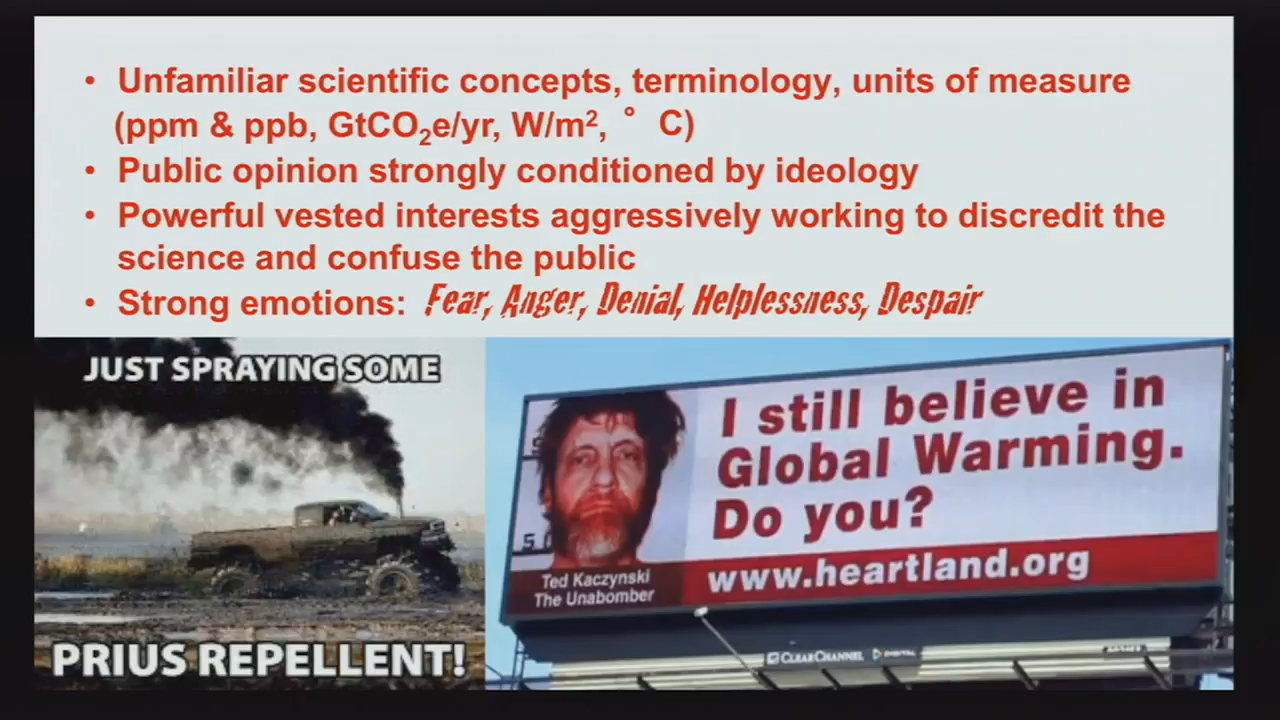 • Unfamiliar scientific concepts, terminology, units of measure
(ppm & ppb, GtCO₂e/yr, W/m², ° C)
• Public opinion strongly conditioned by ideology
• Powerful vested interests aggressively working to discredit the
science and confuse the public
• Strong emotions: Fear, Anger, Denial, Helplessness, Despair
JUST SPRAYING SOME
PRIUS REPELLENT!
I still believe in
Global Warming.
Do you?
5
Ted Kaczynski
The Unabomber
www.heartland.org
CLEARCHANNEL DIGITAL